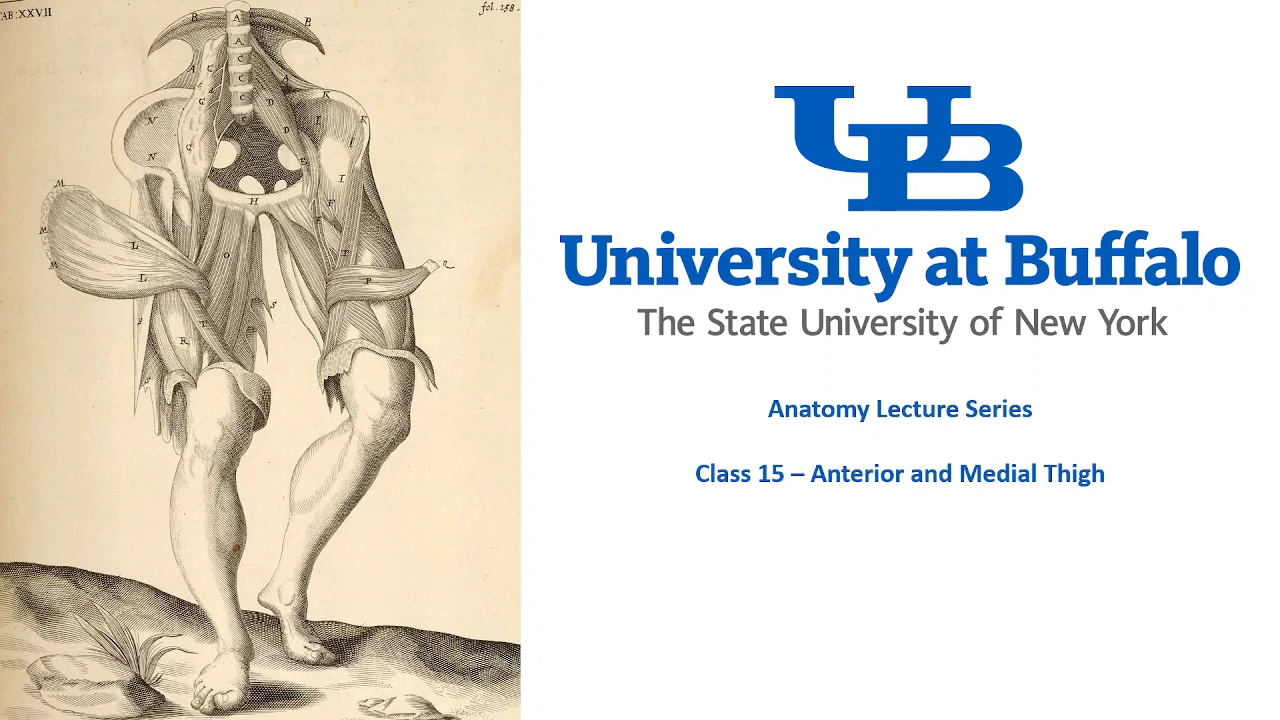 TAB: XXVII
fol. 158.
B
A
B
A
C
A
C
A
C
D
K
C
C
N
C
D
I
K
I
N
C
E
M
I
H
F
F
M
L
O
I
M
L
P
S
I
R
S
UB
University at Buffalo
The State University of New York
Anatomy Lecture Series
Class 15 – Anterior and Medial Thigh